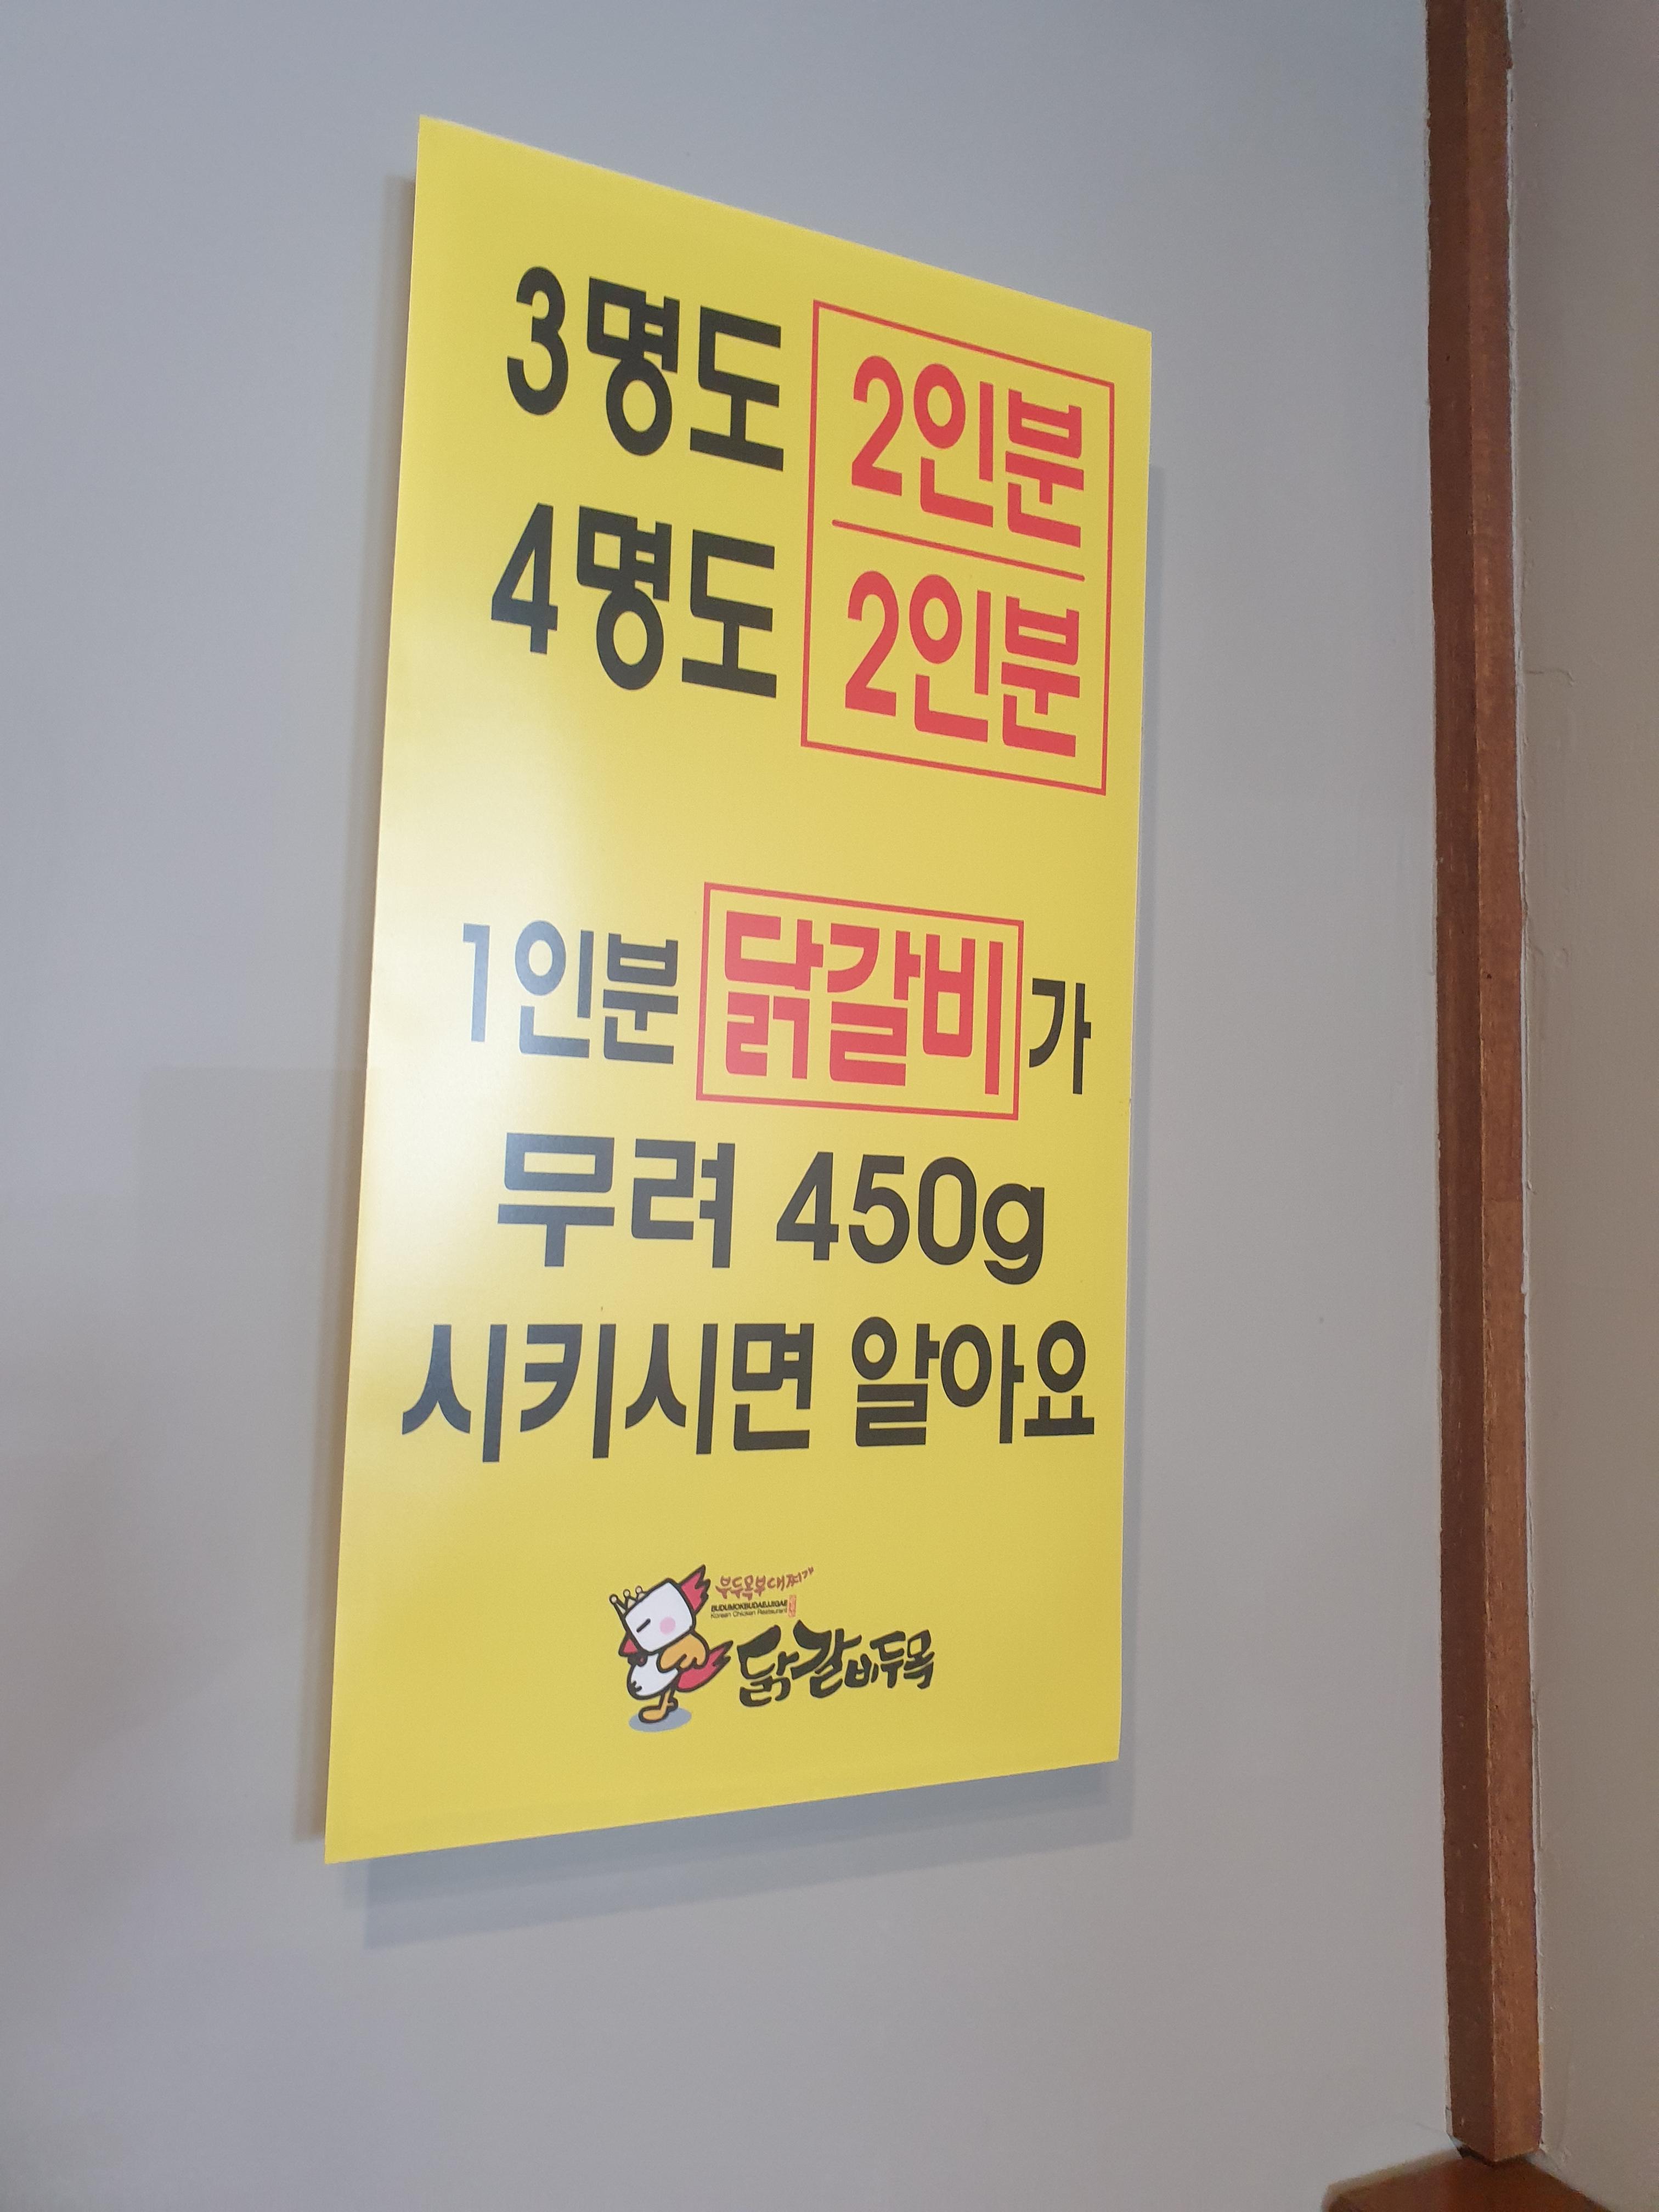 3명도 2인분
4명도 2인분
1인분 닭갈비가
무려 450g
시키시면 알아요
부두목부대찌개
BUDUMOKBUDAEJJIGAE
Korean Chicken Restaurant
닭갈비두목